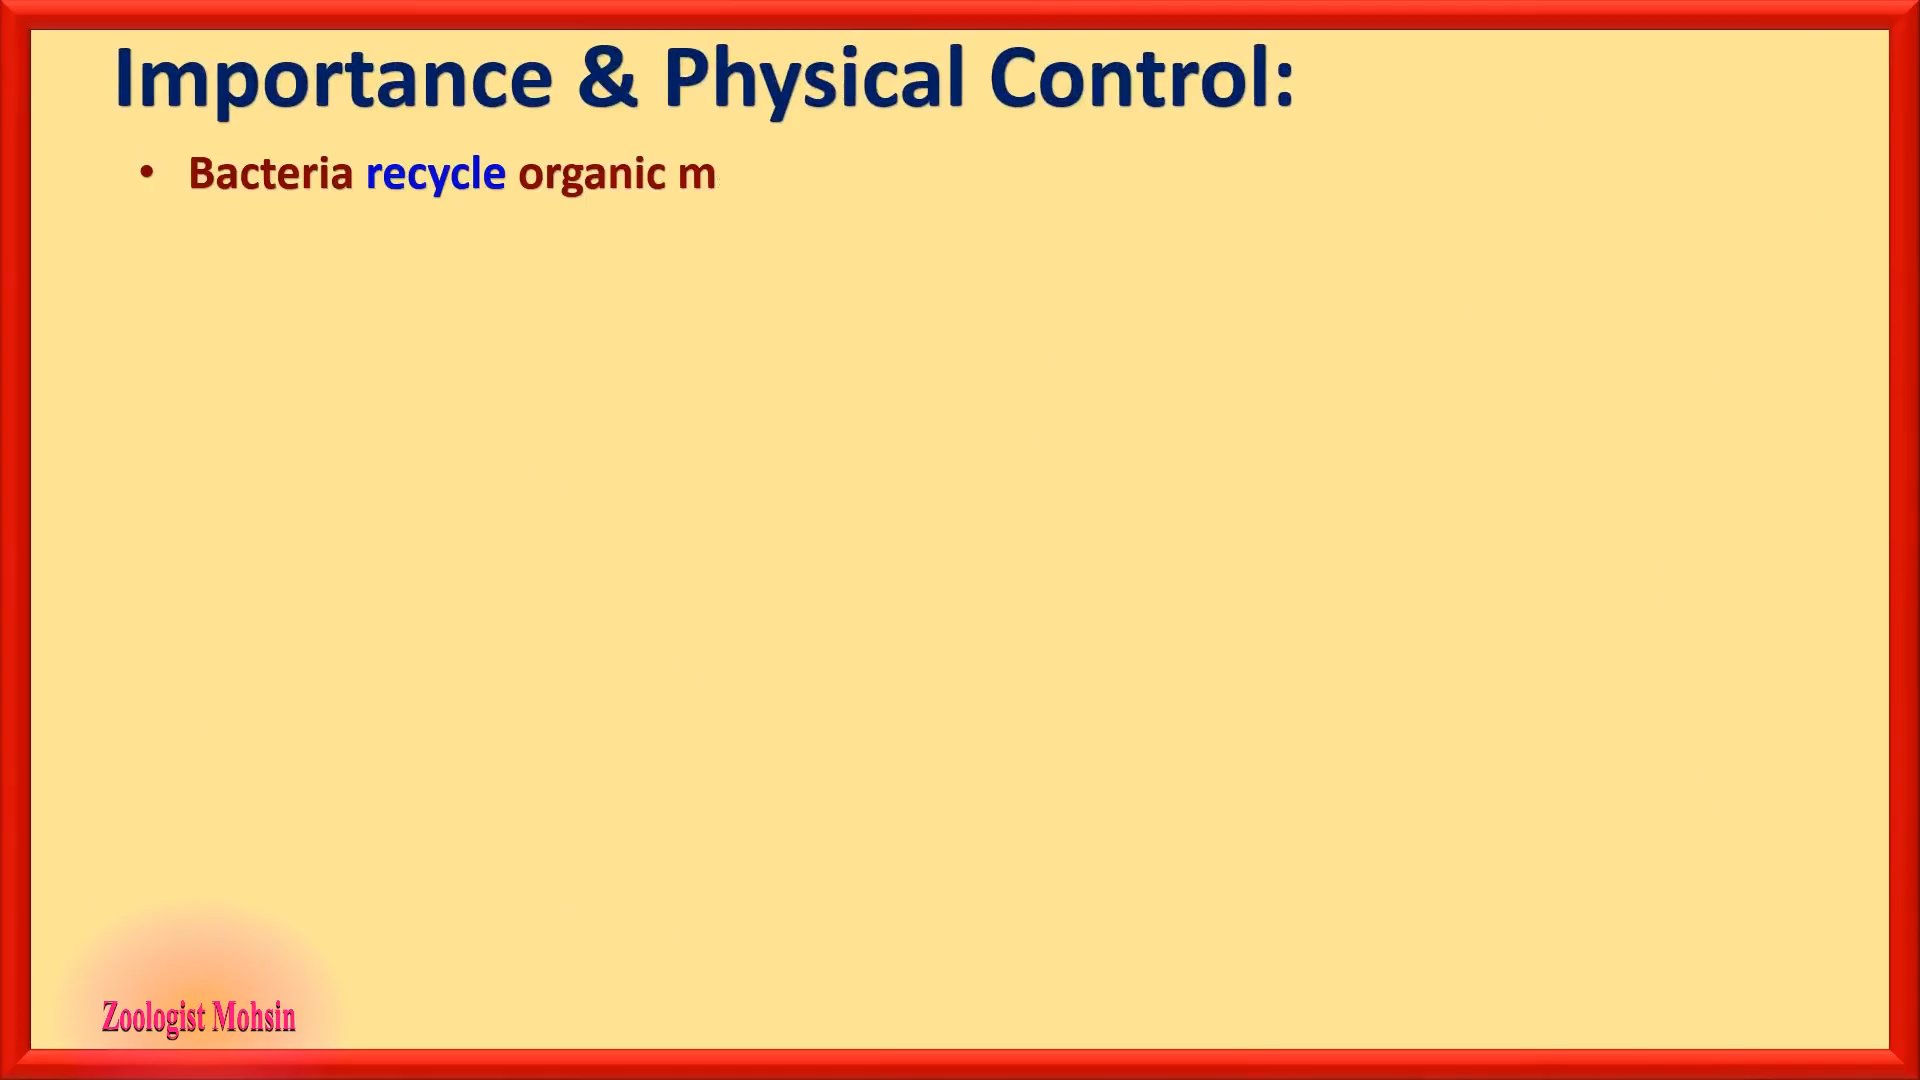 Importance & Physical Control:
• Bacteria recycle organic m
Zoologist Mohsin